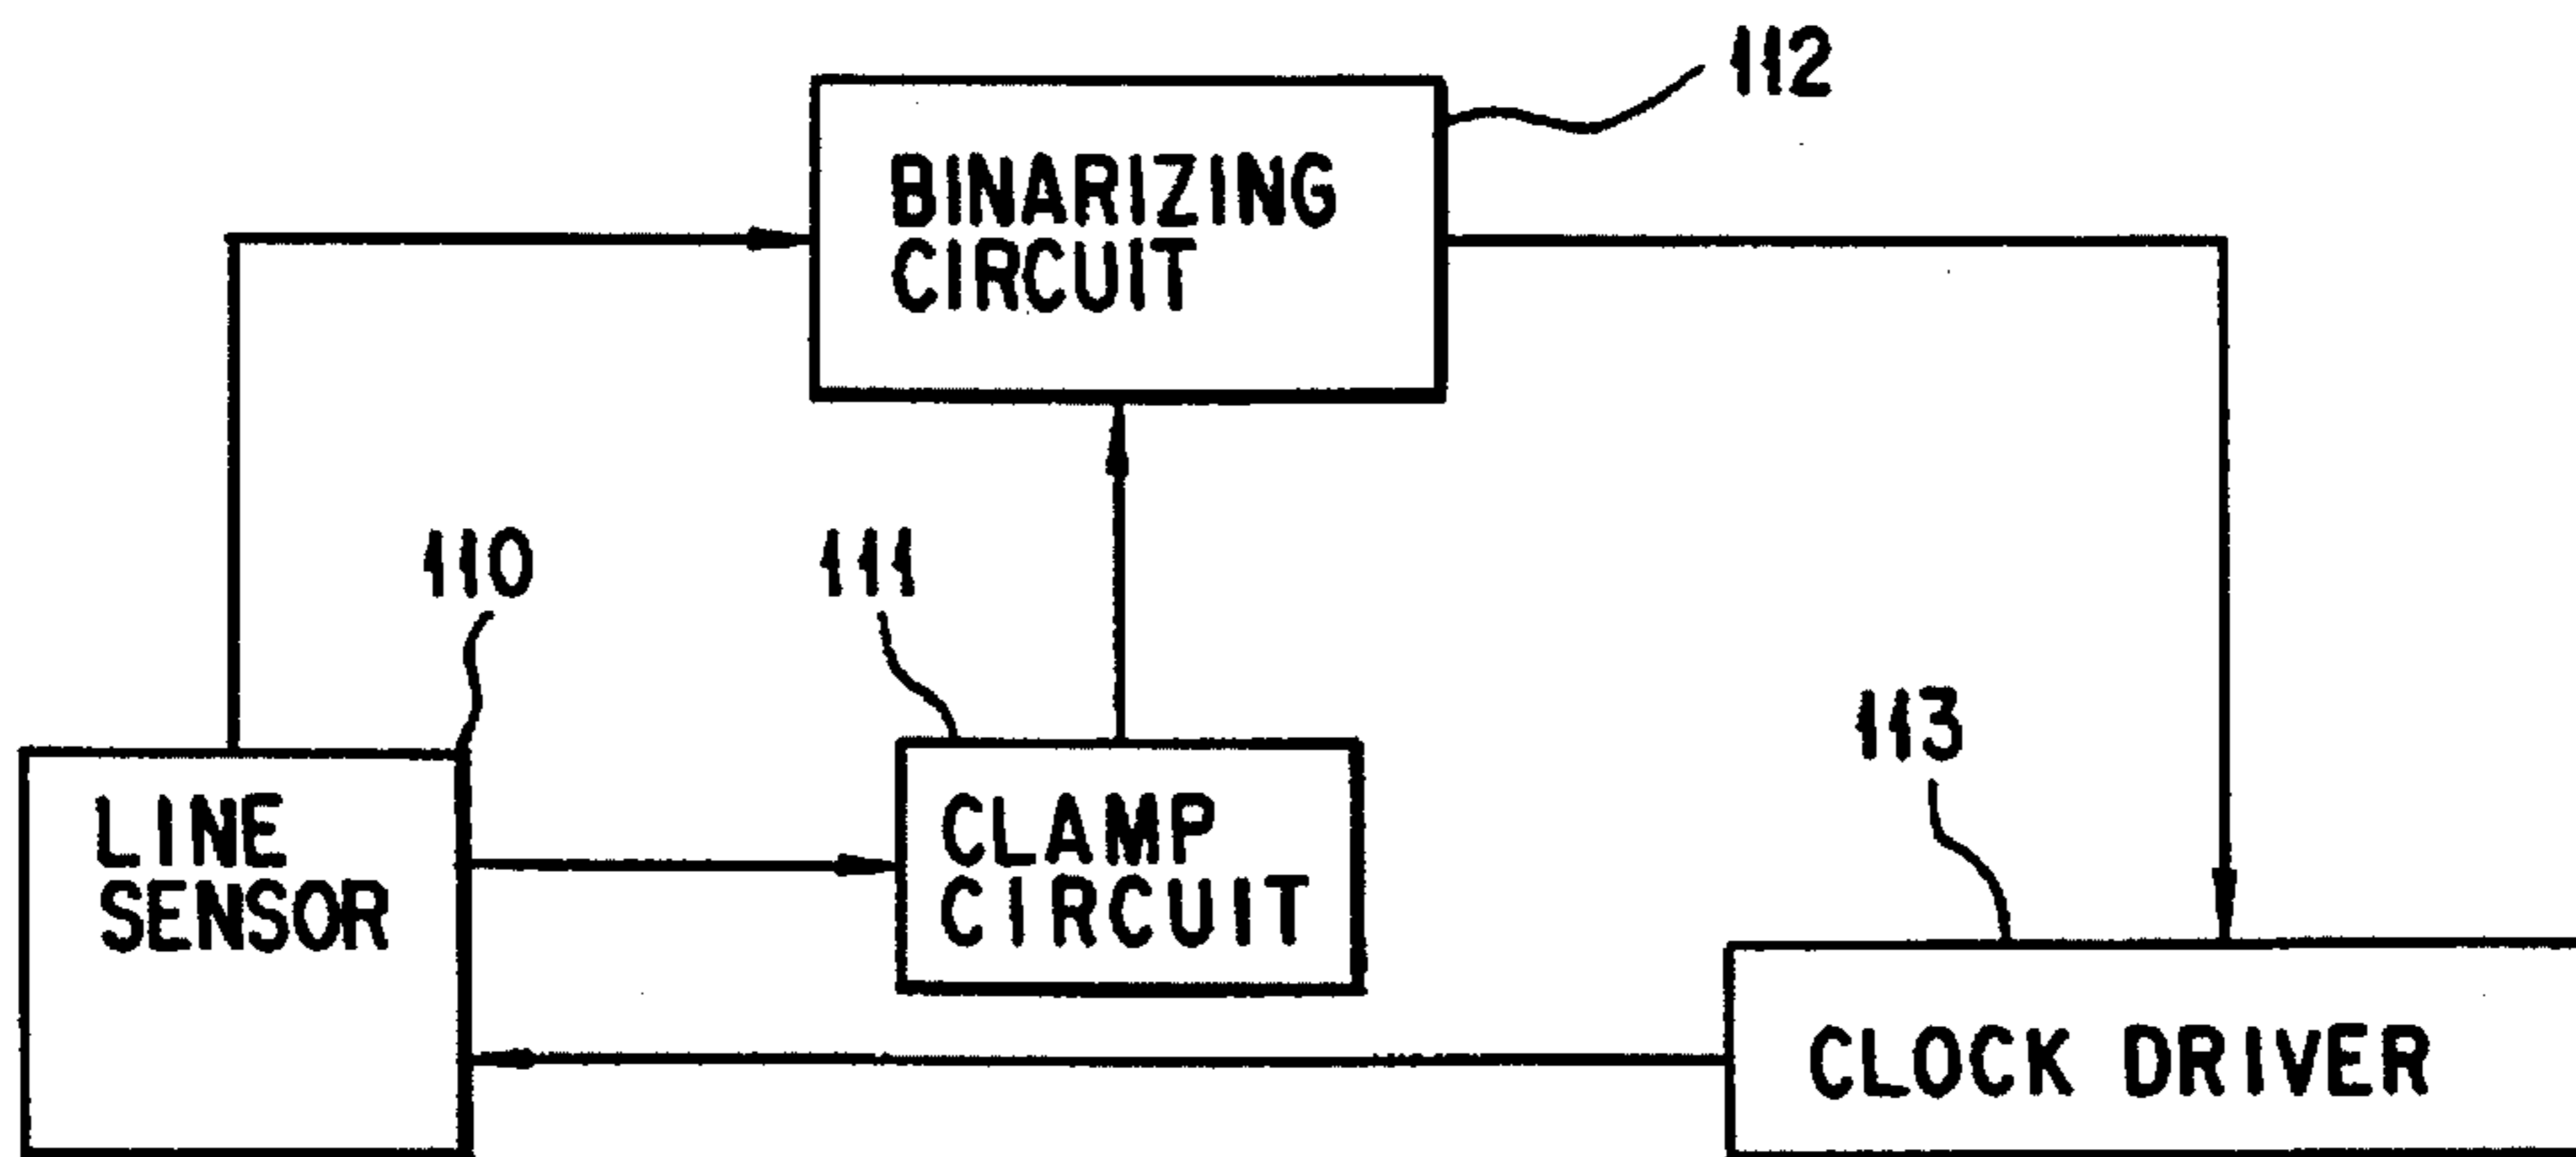 112
BINARIZING
CIRCUIT
110
111
113
LINE
SENSOR
CLAMP
CIRCUIT
CLOCK DRIVER